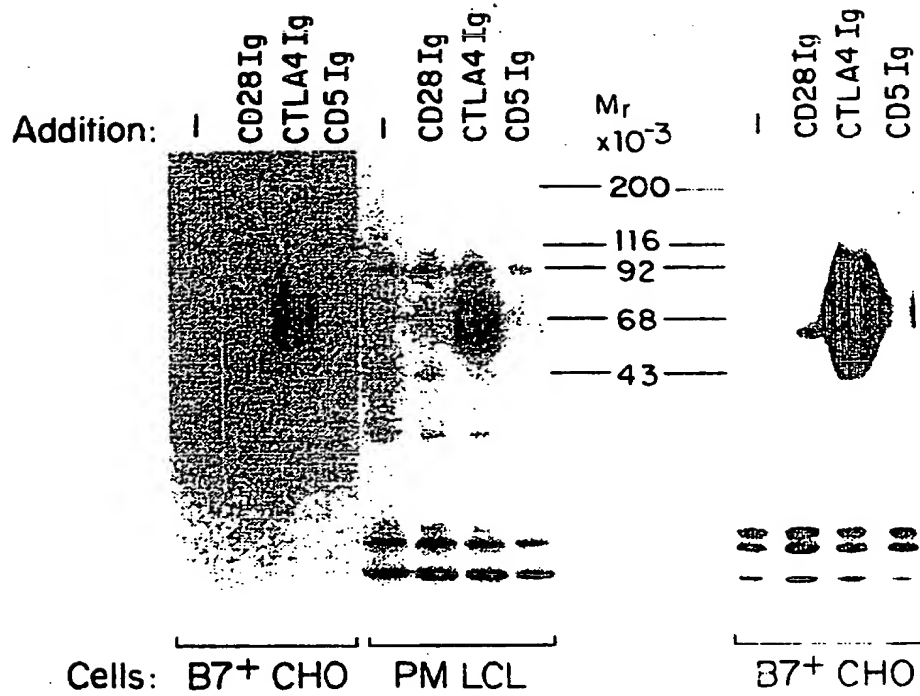 Addition: – CD28Ig CTLA4Ig CD5Ig – CD28Ig CTLA4Ig CD5Ig
Mr
x10-3
– CD28Ig CTLA4Ig CD5Ig
200
116
92
68
43
Cells: B7+ CHO PM LCL B7+ CHO